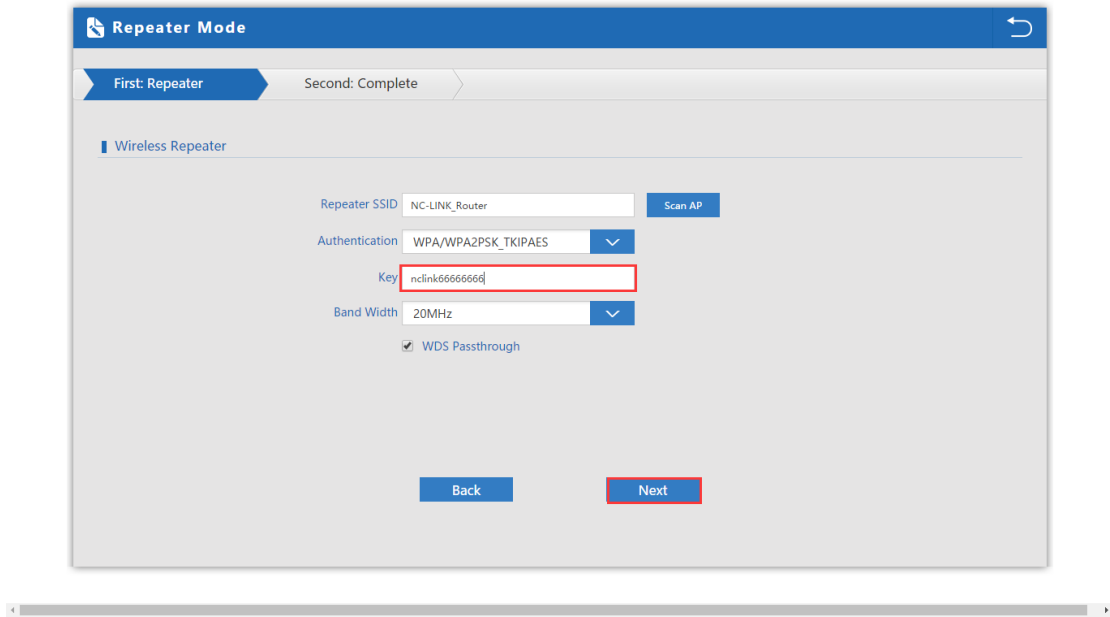 Repeater Mode
First: Repeater
Second: Complete
Wireless Repeater
Repeater SSID NC-LINK_Router Scan AP
Authentication WPA/WPA2PSK_TKIPAES
Key nclink66666666
Band Width 20MHz
WDS Passthrough
Back Next